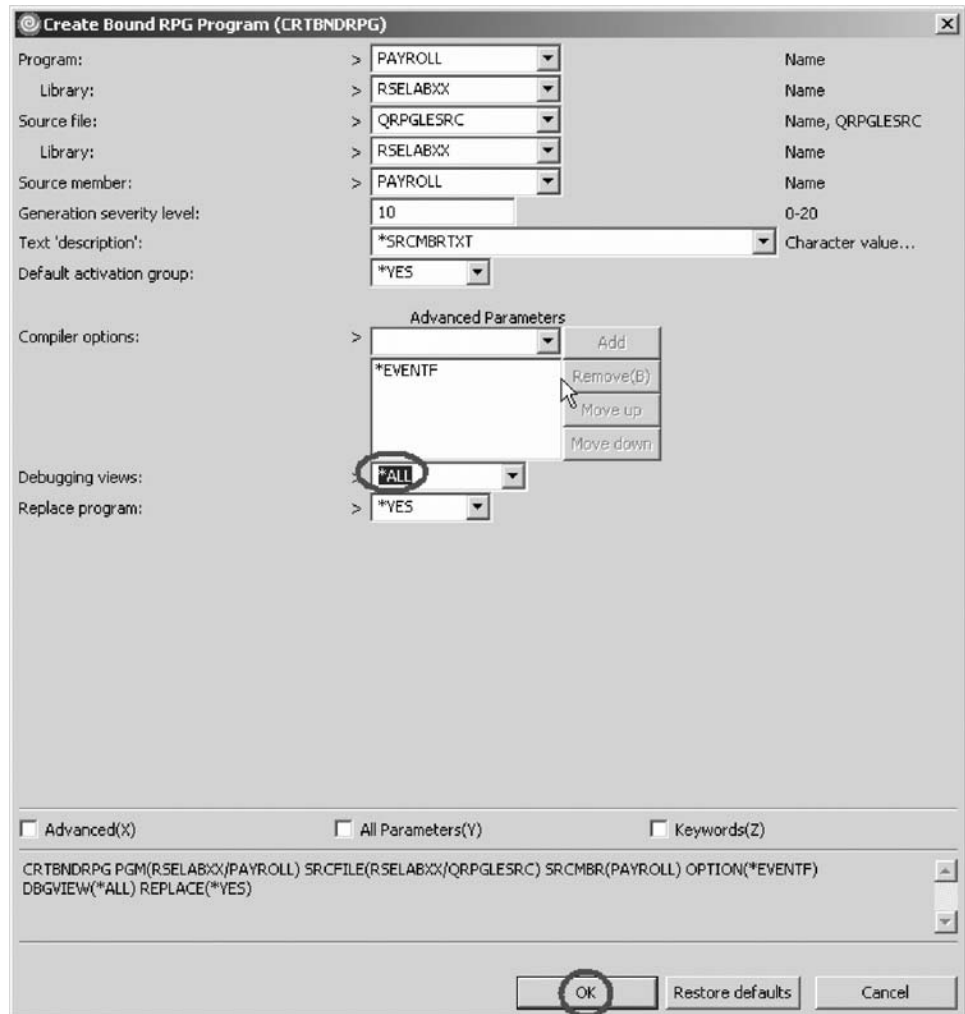 Create Bound RPG Program (CRTBNDRPG)
Program: > PAYROLL Name
Library: > RSELABXX Name
Source file: > QRPGLESRC Name, QRPGLESRC
Library: > RSELABXX Name
Source member: > PAYROLL Name
Generation severity level: 10 0-20
Text 'description': *SRCMBRTXT Character value...
Default activation group: *YES
Advanced Parameters
Compiler options: > Add
*EVENTF Remove(B)
Move up
Move down
Debugging views: > *ALL
Replace program: > *YES
Advanced(X) All Parameters(Y) Keywords(Z)
CRTBNDRPG PGM(RSELABXX/PAYROLL) SRCFILE(RSELABXX/QRPGLESRC) SRCMBR(PAYROLL) OPTION(*EVENTF)
DBGVIEW(*ALL) REPLACE(*YES)
OK Restore defaults Cancel